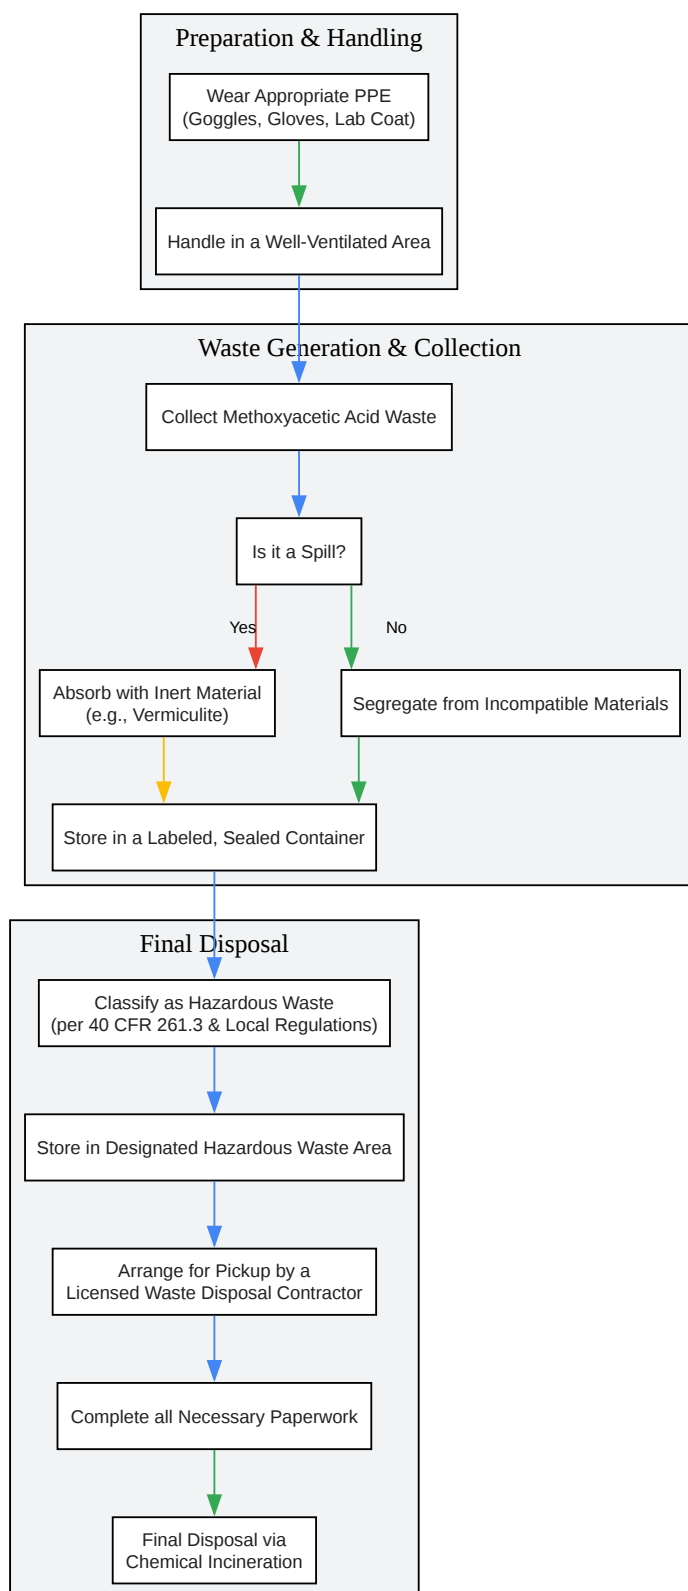 Preparation & Handling
Wear Appropriate PPE
(Goggles, Gloves, Lab Coat)
Handle in a Well-Ventilated Area
Waste Generation & Collection
Collect Methoxyacetic Acid Waste
Is it a Spill?
Yes
No
Absorb with Inert Material
(e.g., Vermiculite)
Segregate from Incompatible Materials
Store in a Labeled, Sealed Container
Final Disposal
Classify as Hazardous Waste
(per 40 CFR 261.3 & Local Regulations)
Store in Designated Hazardous Waste Area
Arrange for Pickup by a
Licensed Waste Disposal Contractor
Complete all Necessary Paperwork
Final Disposal via
Chemical Incineration